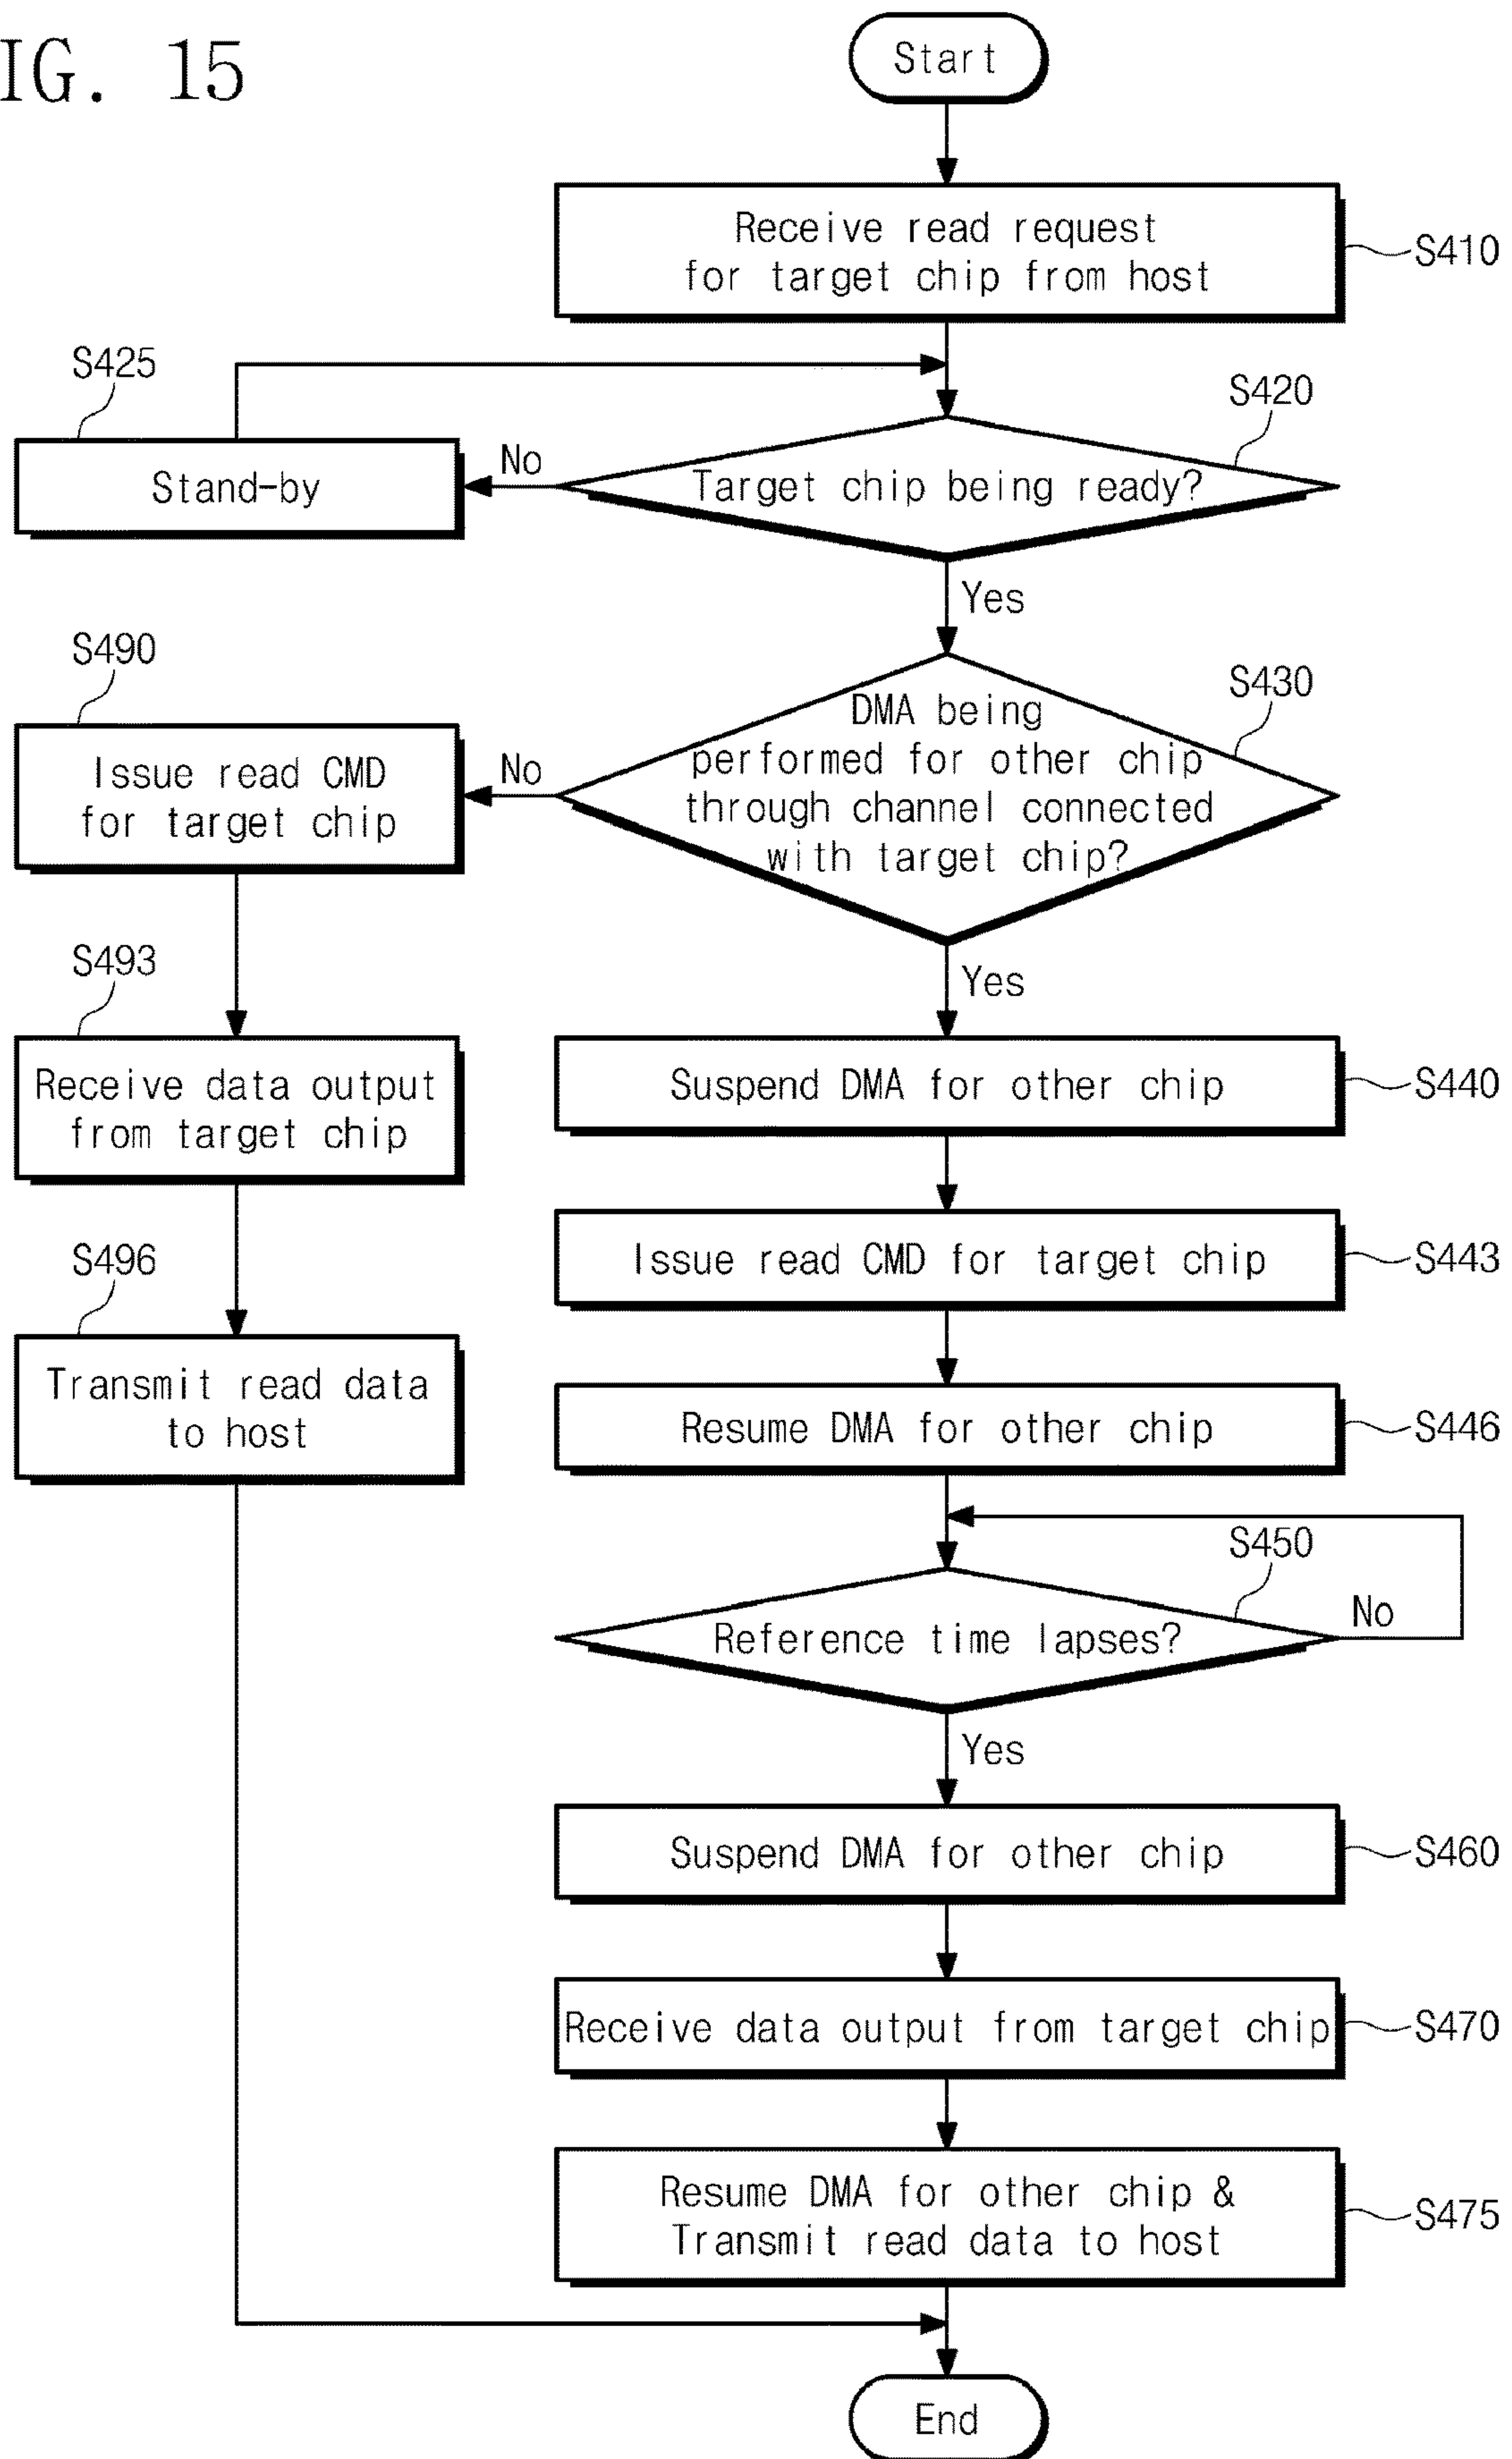 IG. 15
Start
Receive read request
for target chip from host
S410
S425
Stand-by
No
S420
Target chip being ready?
Yes
S490
Issue read CMD
for target chip
No
S430
DMA being
performed for other chip
through channel connected
with target chip?
Yes
S493
Receive data output
from target chip
Suspend DMA for other chip
S440
Issue read CMD for target chip
S443
S496
Transmit read data
to host
Resume DMA for other chip
S446
S450
Reference time lapses?
No
Yes
Suspend DMA for other chip
S460
Receive data output from target chip
S470
Resume DMA for other chip &
Transmit read data to host
S475
End